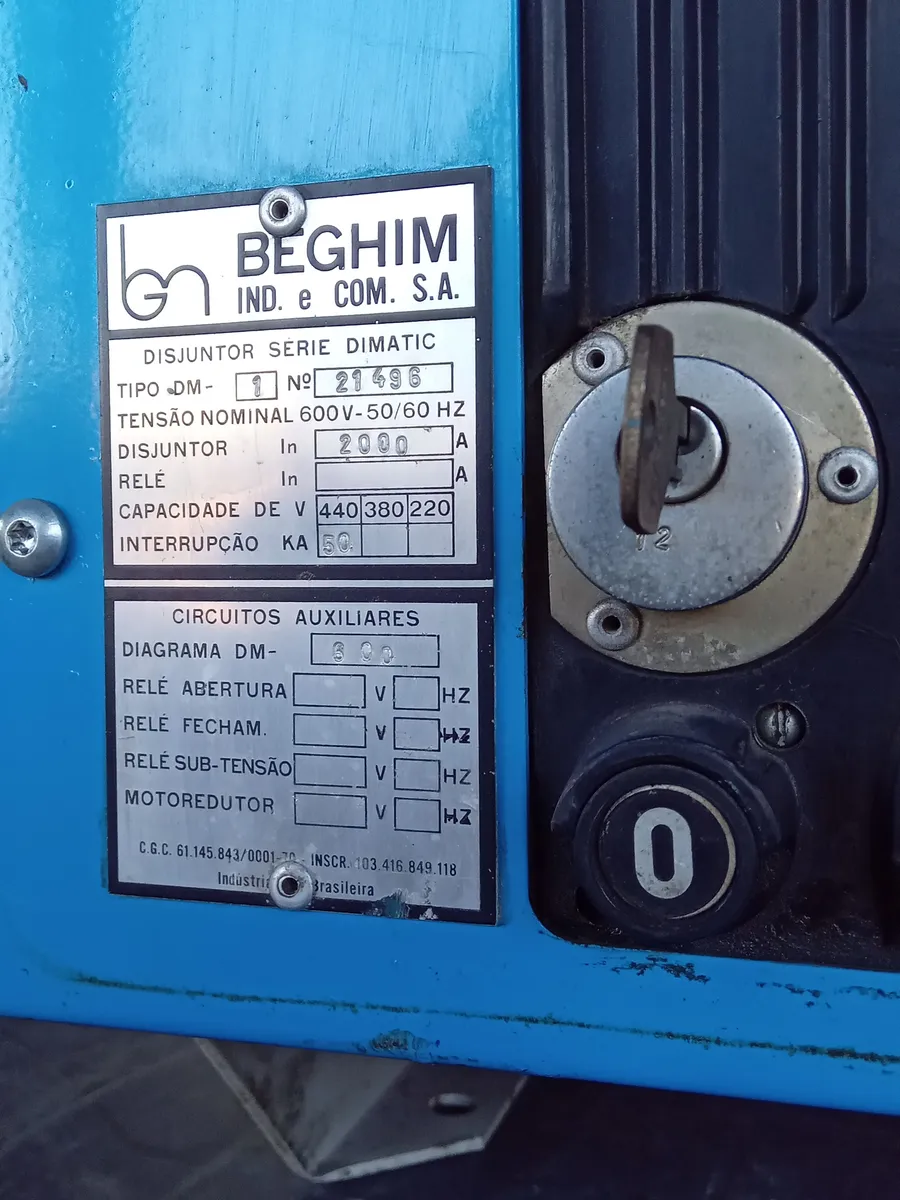 BEGHIM
IND. e COM. S.A.
DISJUNTOR SÉRIE DIMATIC
TIPO DM- 1 Nº 21496
TENSÃO NOMINAL 600V-50/60 HZ
DISJUNTOR In 2000 A
RELÉ In A
CAPACIDADE DE V 440 380 220
INTERRUPÇÃO KA 50
CIRCUITOS AUXILIARES
DIAGRAMA DM- 600
RELÉ ABERTURA V HZ
RELÉ FECHAM. V HZ
RELÉ SUB-TENSÃO V HZ
MOTOREDUTOR V HZ
C.G.C. 61.145.843/0001-70 - INSCR. 103.416.849.118
Indústria Brasileira
12
0